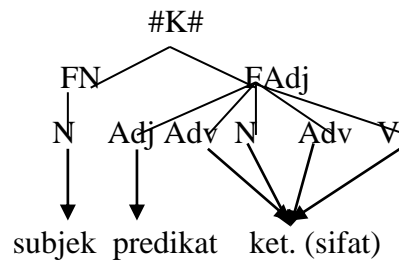 #K#
FN FAdj
N Adj Adv N Adv V
subjek predikat ket. (sifat)